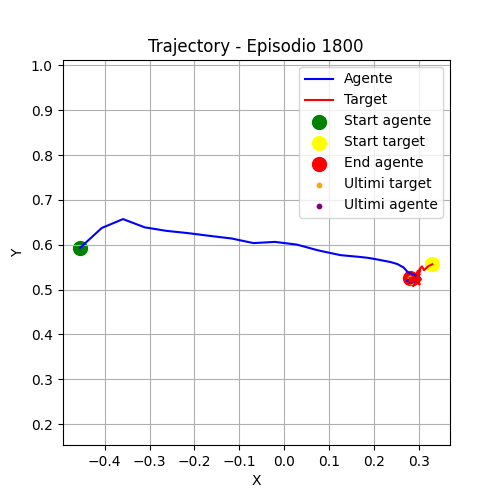 Trajectory - Episodio 1800
Agente
Target
Start agente
Start target
End agente
Ultimi target
Ultimi agente
Y
1.0
0.9
0.8
0.7
0.6
0.5
0.4
0.3
0.2
−0.4 −0.3 −0.2 −0.1 0.0 0.1 0.2 0.3
X